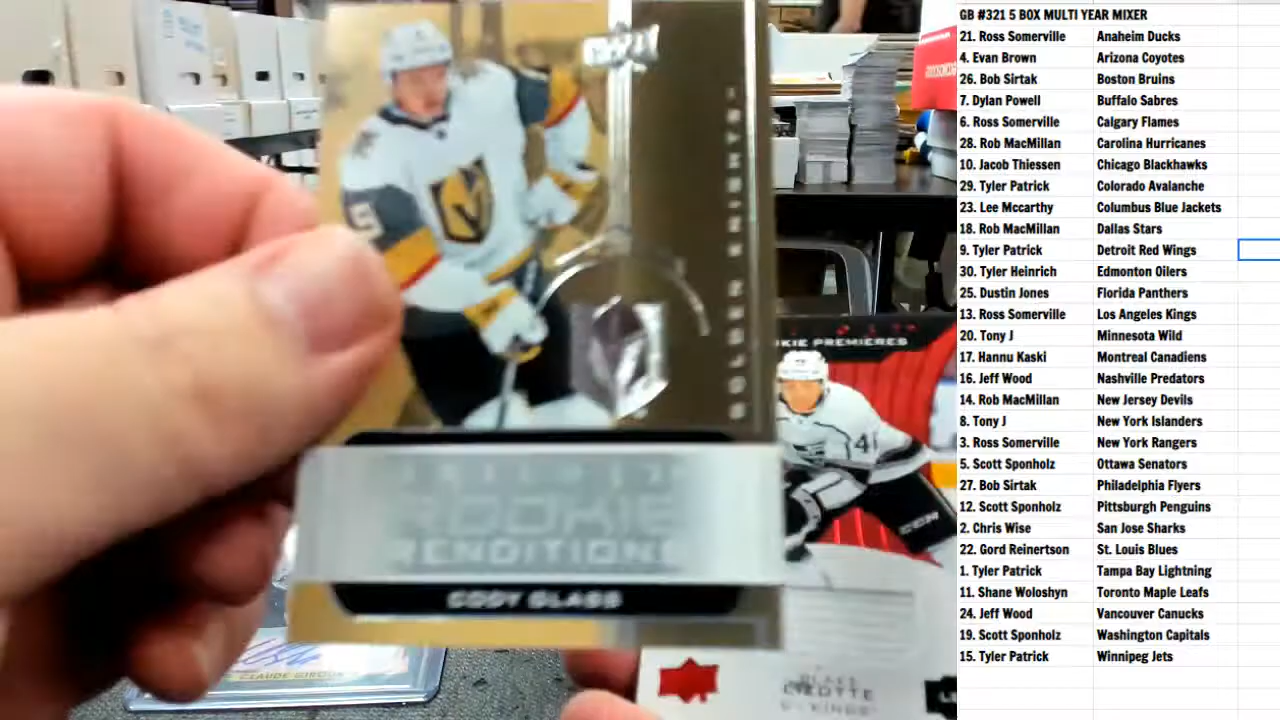 ROOKIE
RENDITIONS
CODY GLASS
GOLDEN KNIGHTS
KIE PREMIERES
CLAUDE GIROUX
LIZOTTE
KINGS
GB #321 5 BOX MULTI YEAR MIXER
21. Ross Somerville Anaheim Ducks
4. Evan Brown Arizona Coyotes
26. Bob Sirtak Boston Bruins
7. Dylan Powell Buffalo Sabres
6. Ross Somerville Calgary Flames
28. Rob MacMillan Carolina Hurricanes
10. Jacob Thiessen Chicago Blackhawks
29. Tyler Patrick Colorado Avalanche
23. Lee Mccarthy Columbus Blue Jackets
18. Rob MacMillan Dallas Stars
9. Tyler Patrick Detroit Red Wings
30. Tyler Heinrich Edmonton Oilers
25. Dustin Jones Florida Panthers
13. Ross Somerville Los Angeles Kings
20. Tony J Minnesota Wild
17. Hannu Kaski Montreal Canadiens
16. Jeff Wood Nashville Predators
14. Rob MacMillan New Jersey Devils
8. Tony J New York Islanders
3. Ross Somerville New York Rangers
5. Scott Sponholz Ottawa Senators
27. Bob Sirtak Philadelphia Flyers
12. Scott Sponholz Pittsburgh Penguins
2. Chris Wise San Jose Sharks
22. Gord Reinertson St. Louis Blues
1. Tyler Patrick Tampa Bay Lightning
11. Shane Woloshyn Toronto Maple Leafs
24. Jeff Wood Vancouver Canucks
19. Scott Sponholz Washington Capitals
15. Tyler Patrick Winnipeg Jets